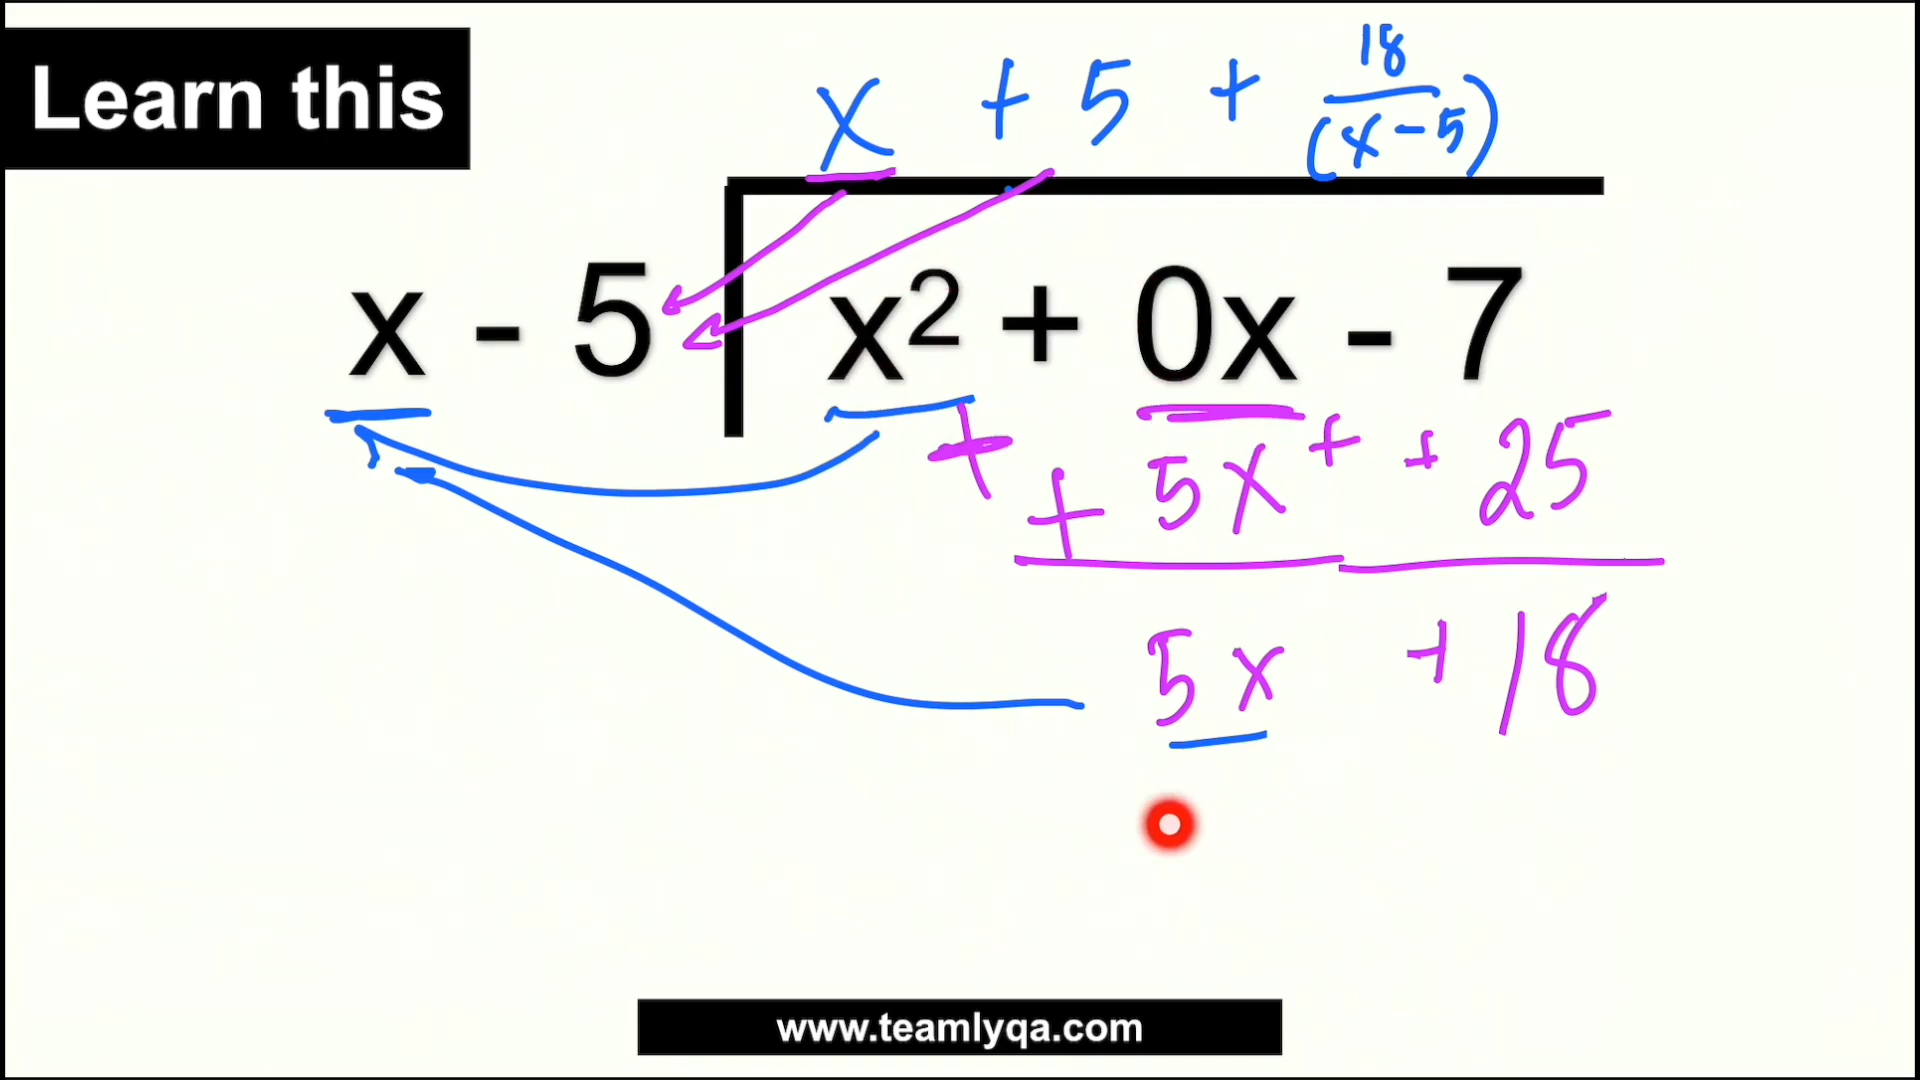 Learn this
x + 5 + 18/(x-5)
x - 5 x² + 0x - 7
+ + 5x + + 25
5x + 18
www.teamlyqa.com